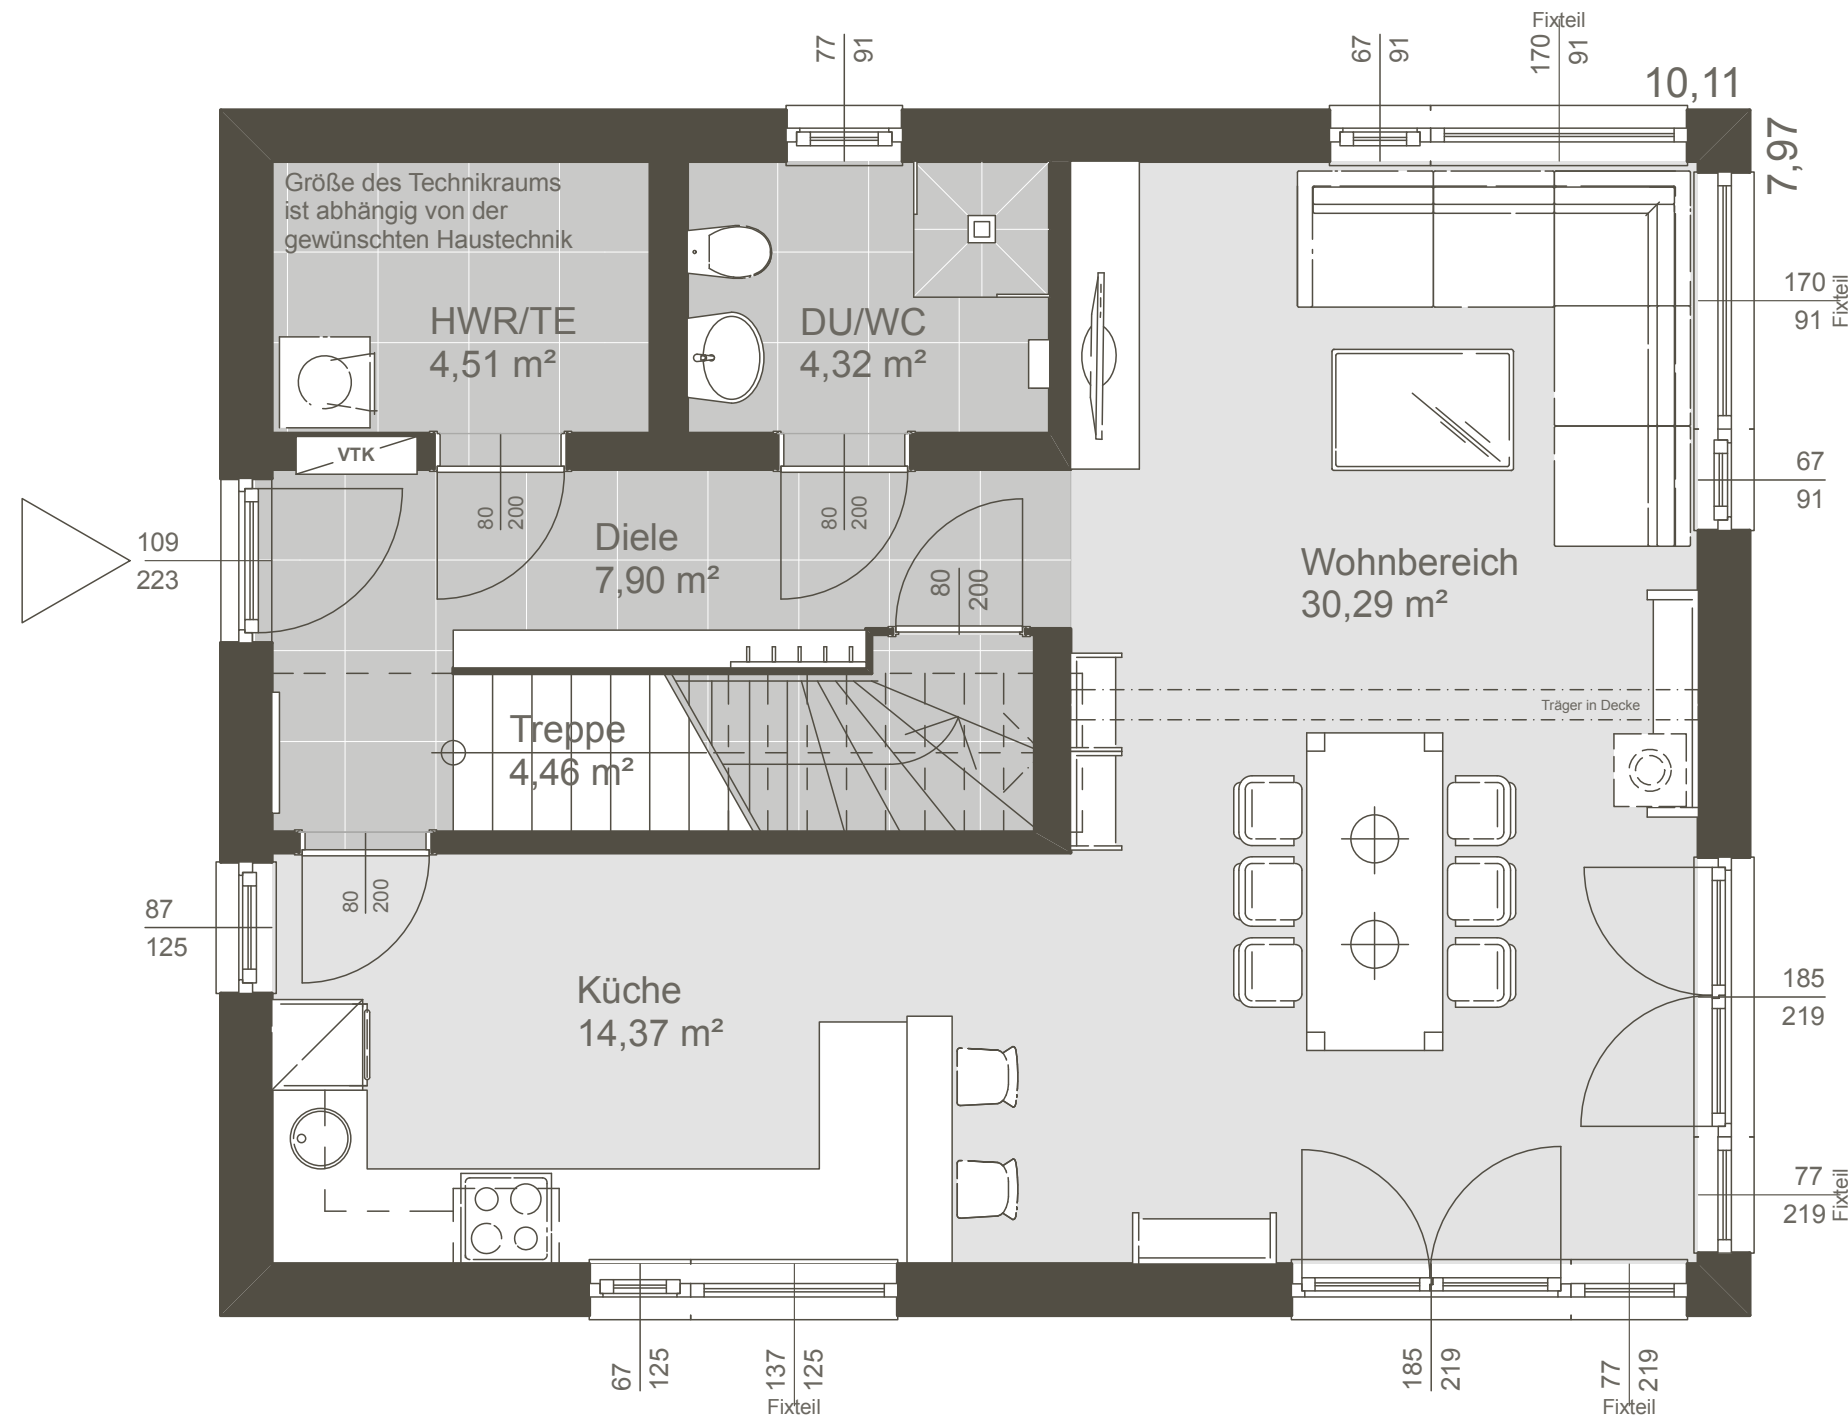 Fixteil
77
91
67
91
170
91
10,11
7,97
Größe des Technikraums
ist abhängig von der
gewünschten Haustechnik
HWR/TE
4,51 m²
DU/WC
4,32 m²
170
91
Fixteil
VTK
67
91
80
200
80
200
109
223
Diele
7,90 m²
80
200
Wohnbereich
30,29 m²
Träger in Decke
Treppe
4,46 m²
80
200
87
125
Küche
14,37 m²
185
219
77
219
Fixteil
67
125
137
125
Fixteil
185
219
77
219
Fixteil